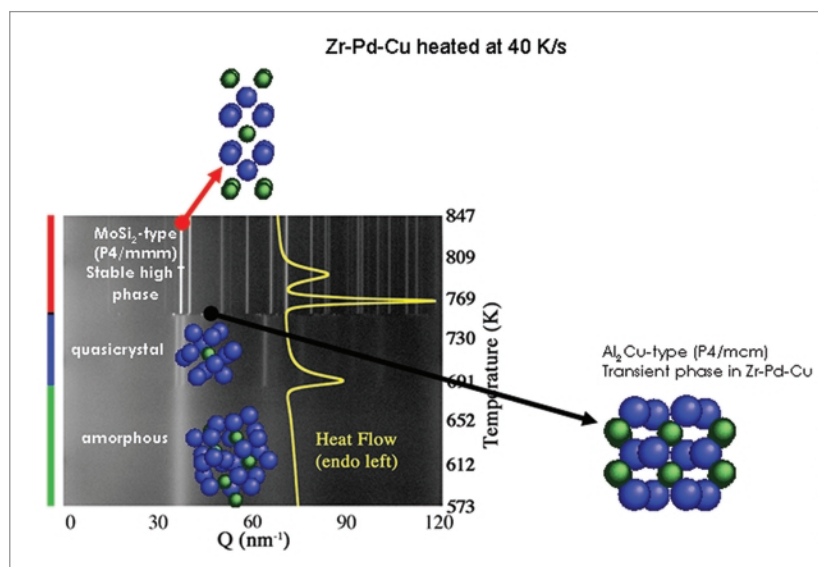 Zr-Pd-Cu heated at 40 K/s
MoSi₂-type
(P4/mmm)
Stable high T
phase
quasicrystal
amorphous
Heat Flow
(endo left)
847
809
769
730
691
652
612
573
Temperature (K)
0 30 60 90 120
Q (nm⁻¹)
Al₂Cu-type (P4/mcm)
Transient phase in Zr-Pd-Cu